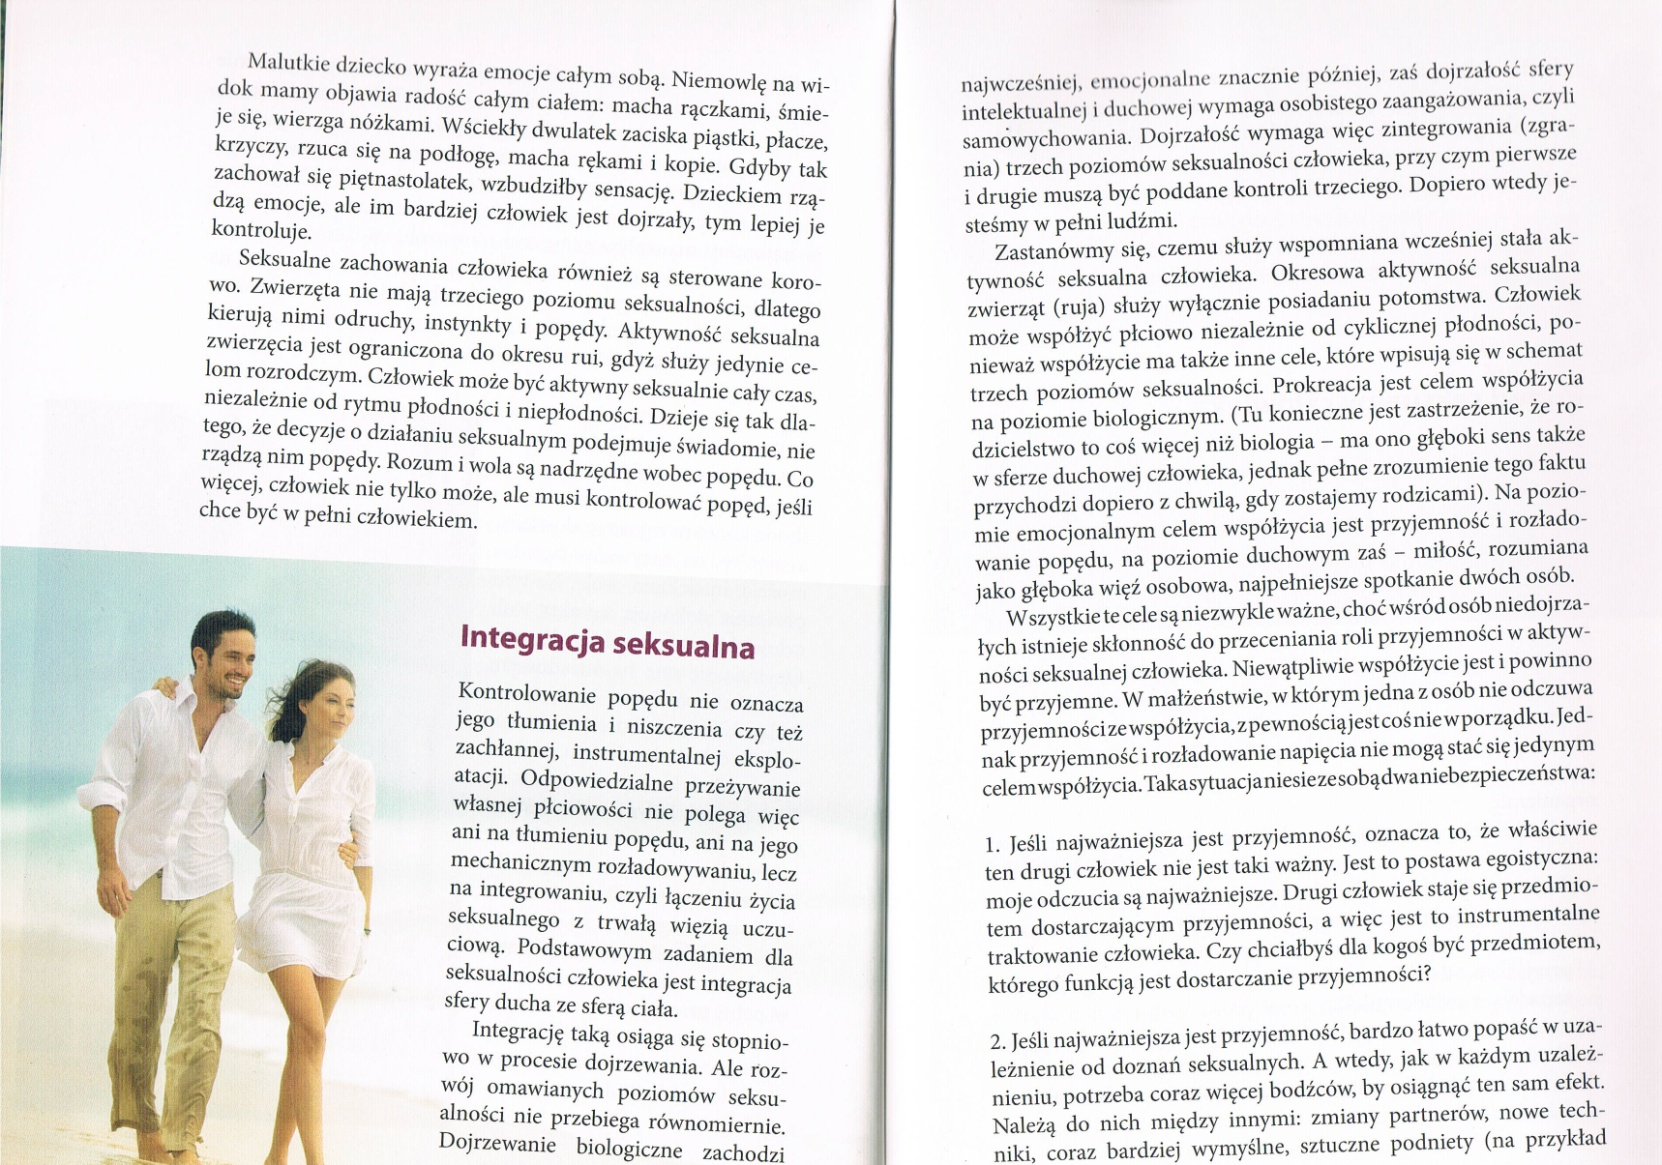 Malutkie dziecko wyraża emocje całym sobą. Niemowlę na wi-
dok mamy objawia radość całym ciałem: macha rączkami, śmie-
je się, wierzga nóżkami. Wściekły dwulatek zaciska piąstki, płacze,
krzyczy, rzuca się na podłogę, macha rękami i kopie. Gdyby tak
zachował się piętnastolatek, wzbudziłby sensację. Dzieckiem rzą-
dzą emocje, ale im bardziej człowiek jest dojrzały, tym lepiej je
kontroluje.
Seksualne zachowania człowieka również są sterowane koro-
wo. Zwierzęta nie mają trzeciego poziomu seksualności, dlatego
kierują nimi odruchy, instynkty i popędy. Aktywność seksualna
zwierzęcia jest ograniczona do okresu rui, gdyż służy jedynie ce-
lom rozrodczym. Człowiek może być aktywny seksualnie cały czas,
niezależnie od rytmu płodności i niepłodności. Dzieje się tak dla-
tego, że decyzje o działaniu seksualnym podejmuje świadomie, nie
rządzą nim popędy. Rozum i wola są nadrzędne wobec popędu. Co
więcej, człowiek nie tylko może, ale musi kontrolować popęd, jeśli
chce być w pełni człowiekiem.
Integracja seksualna
Kontrolowanie popędu nie oznacza
jego tłumienia i niszczenia czy też
zachłannej, instrumentalnej eksplo-
atacji. Odpowiedzialne przeżywanie
własnej płciowości nie polega więc
ani na tłumieniu popędu, ani na jego
mechanicznym rozładowywaniu, lecz
na integrowaniu, czyli łączeniu życia
seksualnego z trwałą więzią uczu-
ciową. Podstawowym zadaniem dla
seksualności człowieka jest integracja
sfery ducha ze sferą ciała.
Integrację taką osiąga się stopnio-
wo w procesie dojrzewania. Ale roz-
wój omawianych poziomów seksu-
alności nie przebiega równomiernie.
Dojrzewanie biologiczne zachodzi
najwcześniej, emocjonalne znacznie później, zaś dojrzałość sfery
intelektualnej i duchowej wymaga osobistego zaangażowania, czyli
samowychowania. Dojrzałość wymaga więc zintegrowania (zgra-
nia) trzech poziomów seksualności człowieka, przy czym pierwsze
i drugie muszą być poddane kontroli trzeciego. Dopiero wtedy je-
steśmy w pełni ludźmi.
Zastanówmy się, czemu służy wspomniana wcześniej stała ak-
tywność seksualna człowieka. Okresowa aktywność seksualna
zwierząt (ruja) służy wyłącznie posiadaniu potomstwa. Człowiek
może współżyć płciowo niezależnie od cyklicznej płodności, po-
nieważ współżycie ma także inne cele, które wpisują się w schemat
trzech poziomów seksualności. Prokreacja jest celem współżycia
na poziomie biologicznym. (Tu konieczne jest zastrzeżenie, że ro-
dzicielstwo to coś więcej niż biologia – ma ono głęboki sens także
w sferze duchowej człowieka, jednak pełne zrozumienie tego faktu
przychodzi dopiero z chwilą, gdy zostajemy rodzicami). Na pozio-
mie emocjonalnym celem współżycia jest przyjemność i rozłado-
wanie popędu, na poziomie duchowym zaś – miłość, rozumiana
jako głęboka więź osobowa, najpełniejsze spotkanie dwóch osób.
Wszystkie te cele są niezwykle ważne, choć wśród osób niedojrza-
łych istnieje skłonność do przeceniania roli przyjemności w aktyw-
ności seksualnej człowieka. Niewątpliwie współżycie jest i powinno
być przyjemne. W małżeństwie, w którym jedna z osób nie odczuwa
przyjemności ze współżycia, z pewnością jest coś nie w porządku. Jed-
nak przyjemność i rozładowanie napięcia nie mogą stać się jedynym
celem współżycia. Taka sytuacja niesie ze sobą dwa niebezpieczeństwa:
1. Jeśli najważniejsza jest przyjemność, oznacza to, że właściwie
ten drugi człowiek nie jest taki ważny. Jest to postawa egoistyczna:
moje odczucia są najważniejsze. Drugi człowiek staje się przedmio-
tem dostarczającym przyjemności, a więc jest to instrumentalne
traktowanie człowieka. Czy chciałbyś dla kogoś być przedmiotem,
którego funkcją jest dostarczanie przyjemności?
2. Jeśli najważniejsza jest przyjemność, bardzo łatwo popaść w uza-
leżnienie od doznań seksualnych. A wtedy, jak w każdym uzależ-
nieniu, potrzeba coraz więcej bodźców, by osiągnąć ten sam efekt.
Należą do nich między innymi: zmiany partnerów, nowe tech-
niki, coraz bardziej wymyślne, sztuczne podniety (na przykład